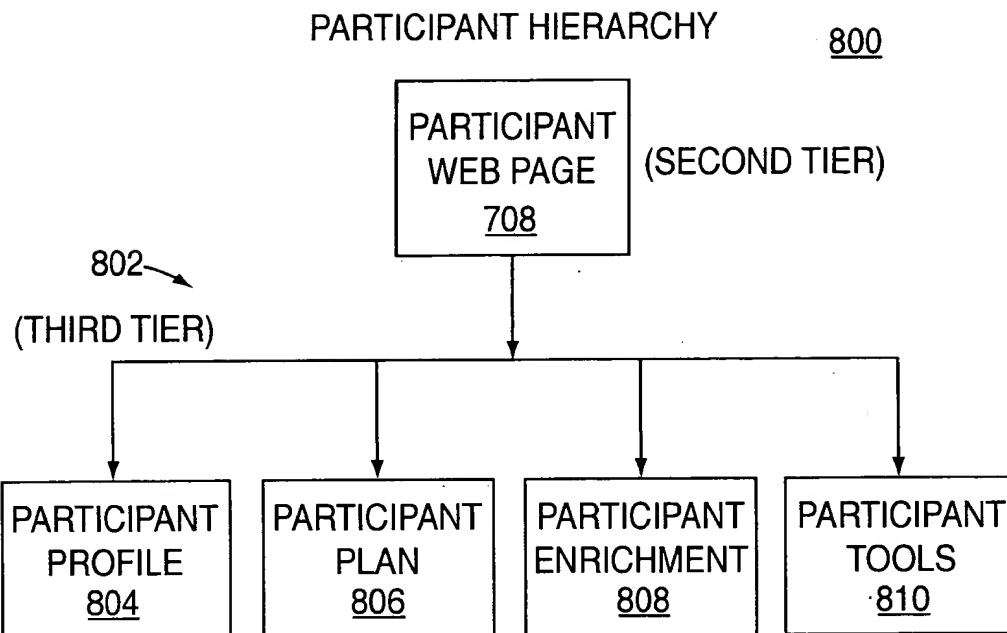 PARTICIPANT HIERARCHY
800
PARTICIPANT
WEB PAGE
708
(SECOND TIER)
802
(THIRD TIER)
PARTICIPANT
PROFILE
804
PARTICIPANT
PLAN
806
PARTICIPANT
ENRICHMENT
808
PARTICIPANT
TOOLS
810